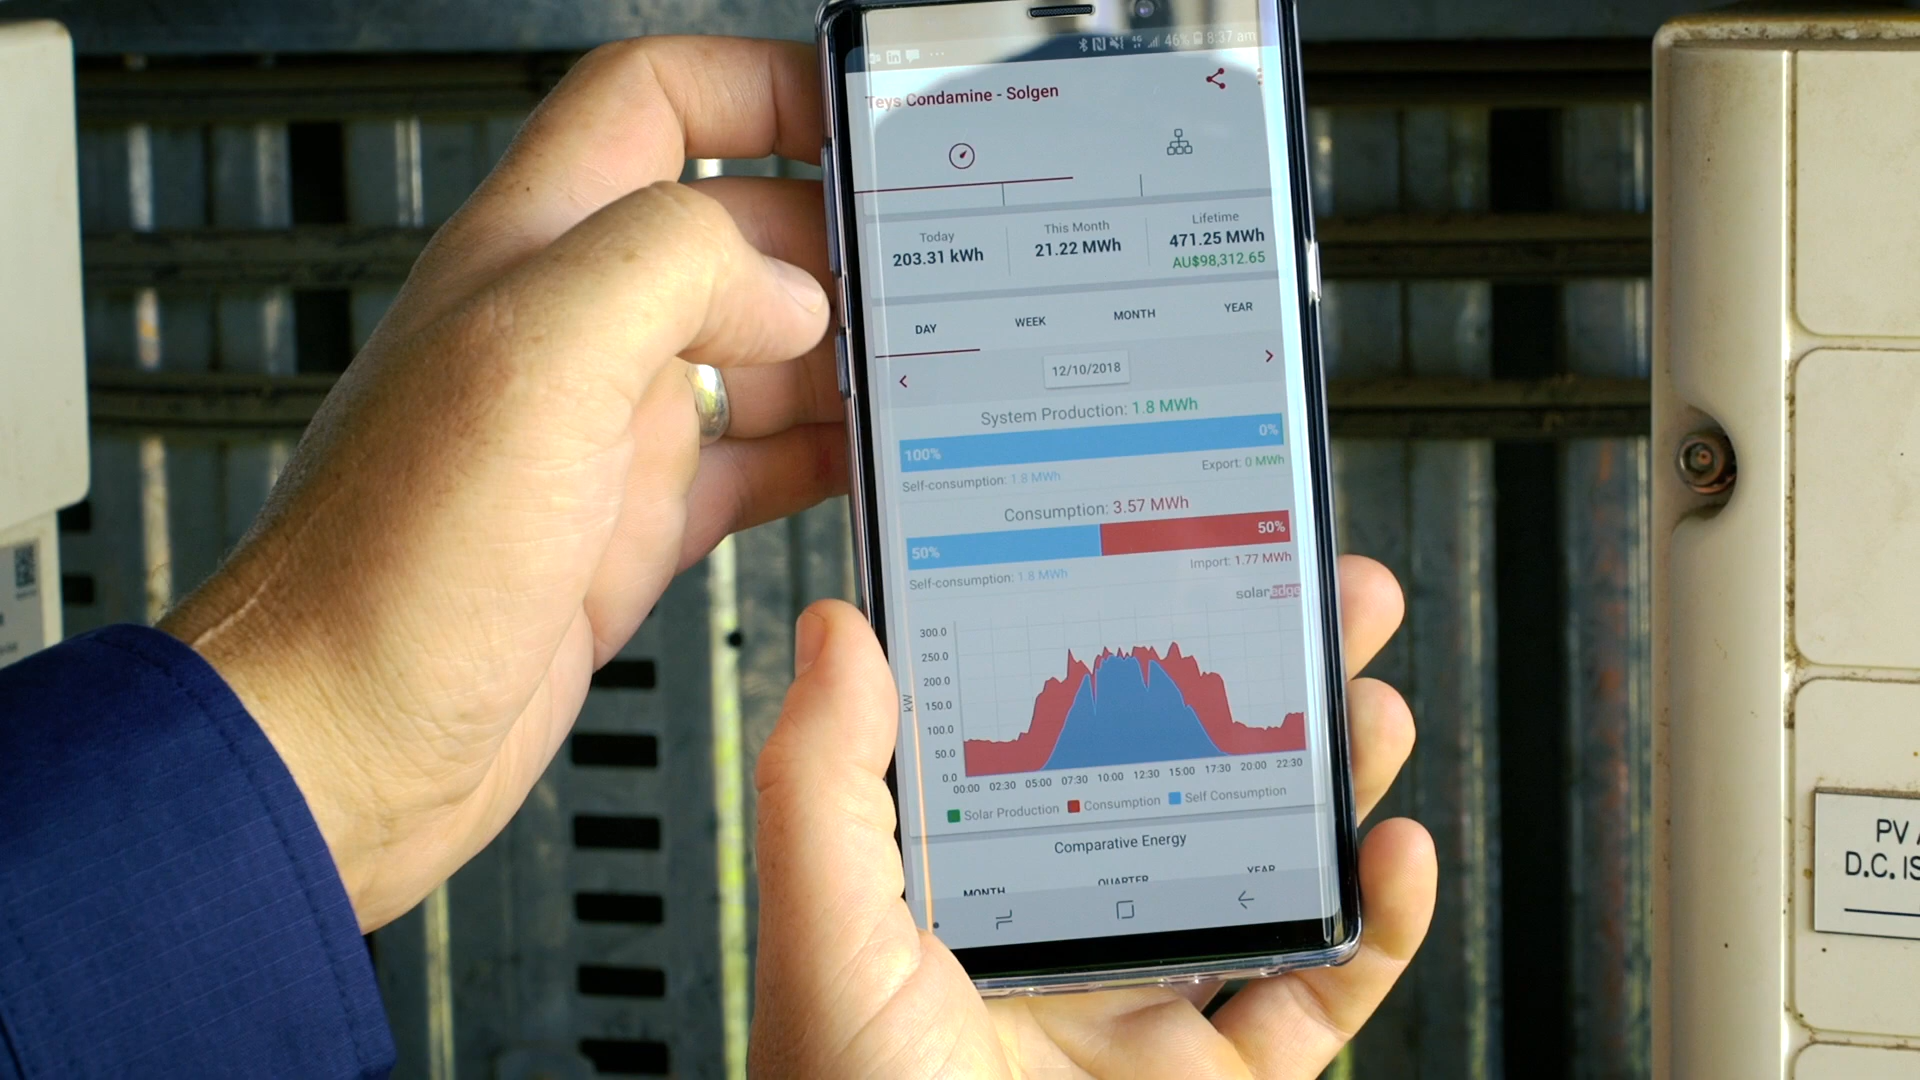 46% 8:37 am
Teys Condamine - Solgen
Today
203.31 kWh
This Month
21.22 MWh
Lifetime
471.25 MWh
AU$98,312.65
DAY WEEK MONTH YEAR
12/10/2018
System Production: 1.8 MWh
100% 0%
Self-consumption: 1.8 MWh Export: 0 MWh
Consumption: 3.57 MWh
50% 50%
Self-consumption: 1.8 MWh Import: 1.77 MWh
solaredge
300.0
250.0
200.0
150.0
100.0
50.0
0.0
kW
00:00 02:30 05:00 07:30 10:00 12:30 15:00 17:30 20:00 22:30
Solar Production Consumption Self Consumption
Comparative Energy
MONTH QUARTER YEAR
PV
D.C.